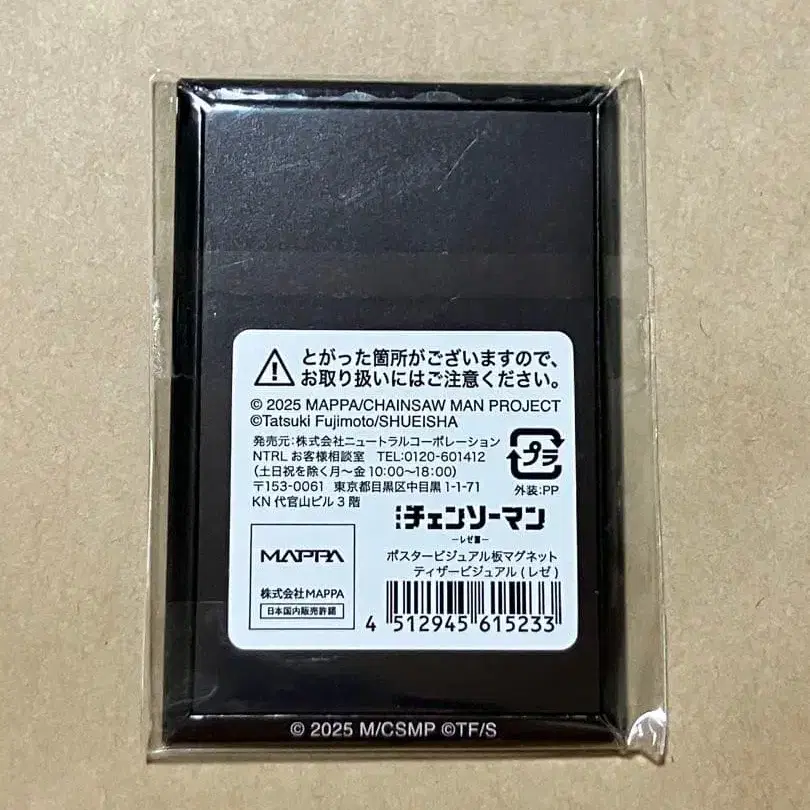 とがった箇所がございますので、
お取り扱いにはご注意ください。
© 2025 MAPPA/CHAINSAW MAN PROJECT
©Tatsuki Fujimoto/SHUEISHA
発売元:株式会社ニュートラルコーポレーション
NTRL お客様相談室 TEL:0120-601412
(土日祝を除く月~金 10:00~18:00)
〒153-0061 東京都目黒区中目黒 1-1-71
KN 代官山ビル 3 階
プラ
外装:PP
MAPPA
株式会社MAPPA
日本国内販売許諾
劇場版 チェンソーマン
ーレゼ篇ー
ポスタービジュアル板マグネット
ティザービジュアル (レゼ)
4 512945 615233
© 2025 M/CSMP ©TF/S